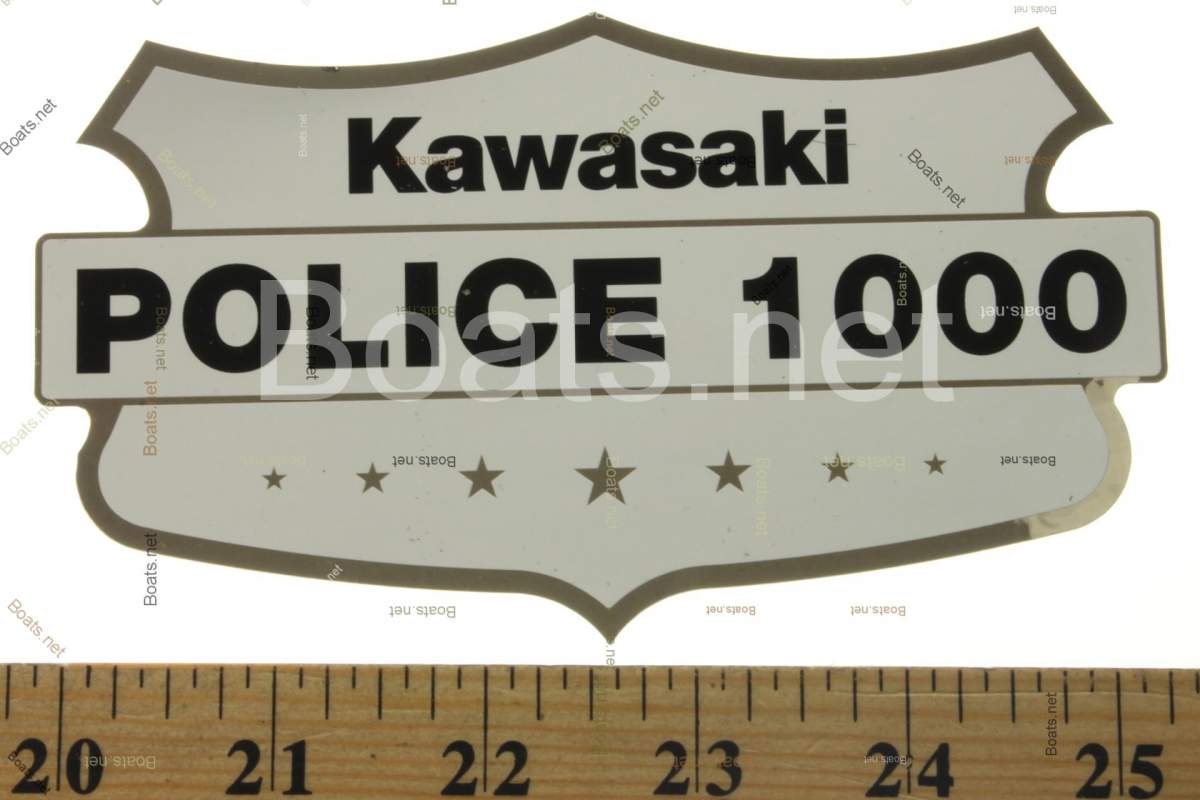 Kawasaki
POLICE 1000
Boats.net
20 21 22 23 24 25